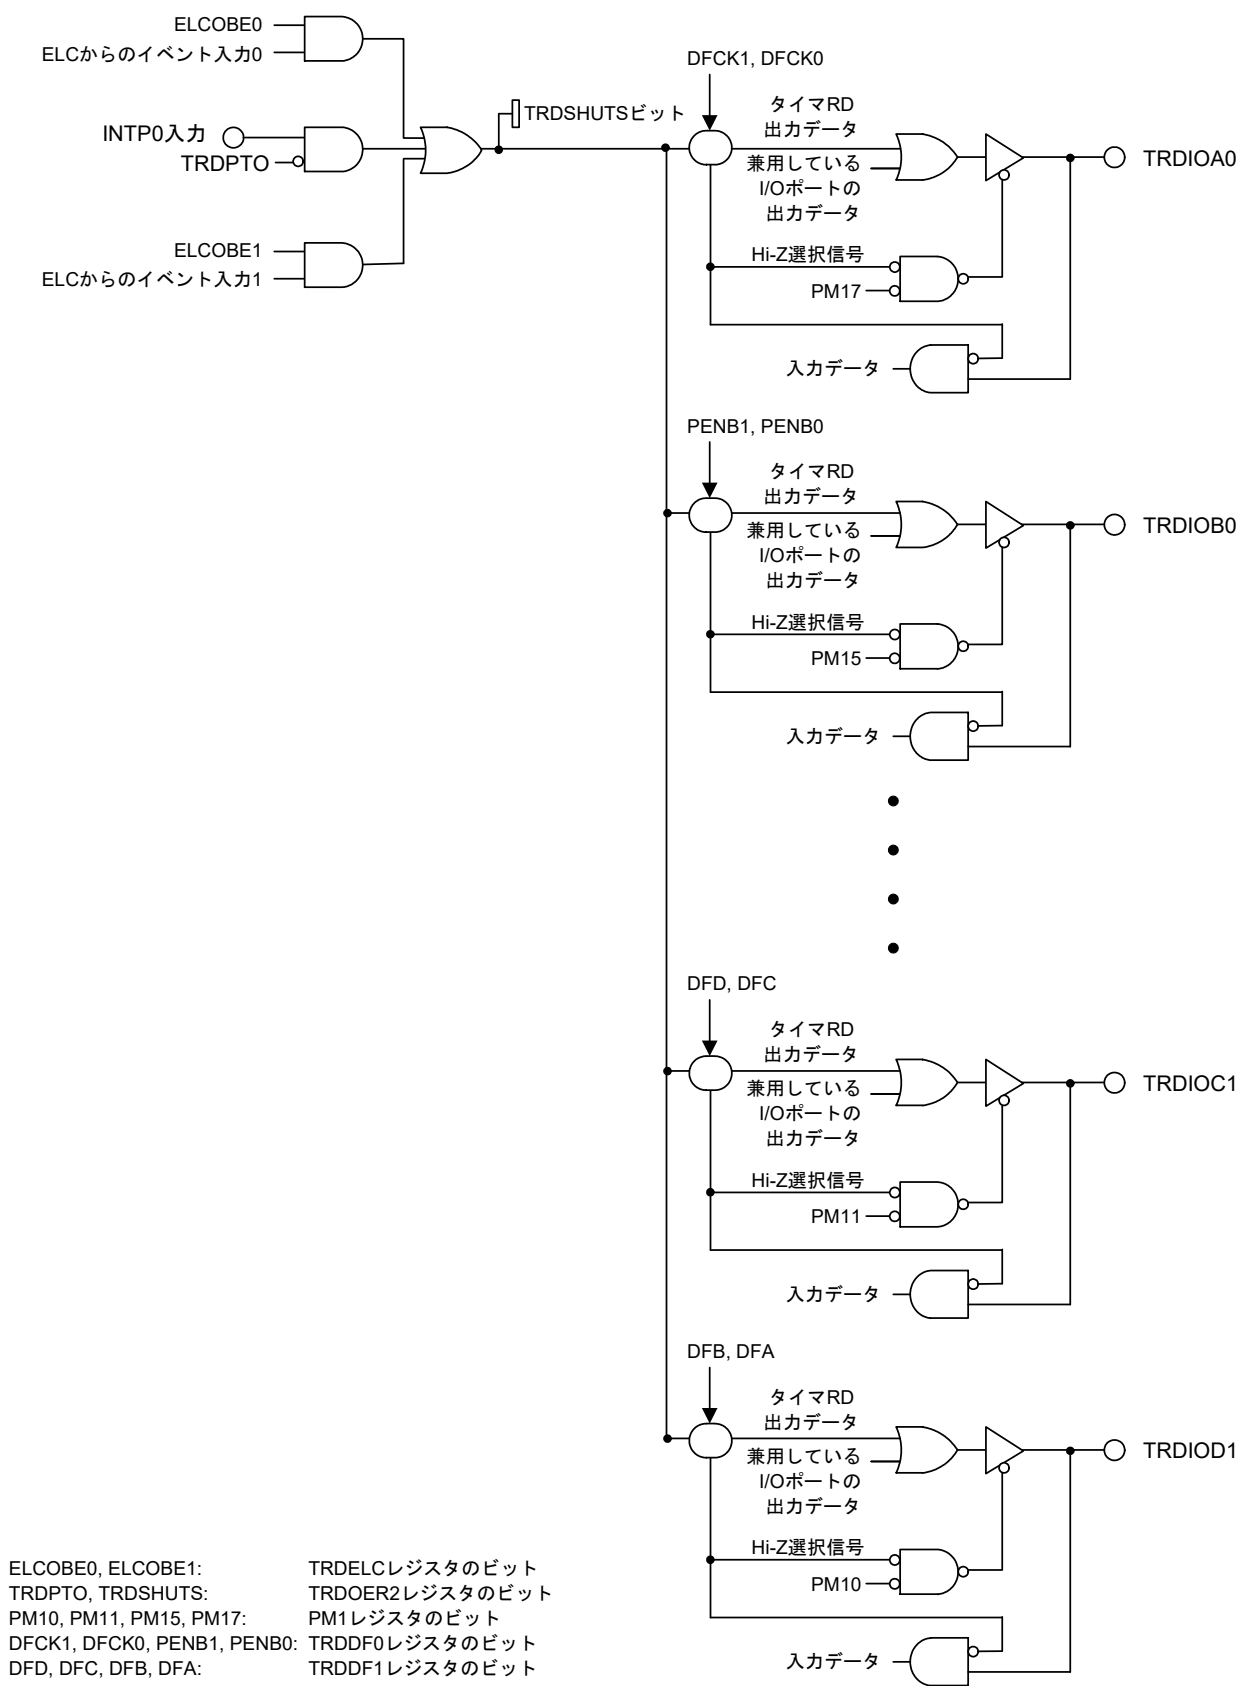 ELCOBE0
ELCからのイベント入力0
INTP0入力
TRDPTO
ELCOBE1
ELCからのイベント入力1
TRDSHUTSビット
DFCK1, DFCK0
タイマRD
出力データ
兼用している
I/Oポートの
出力データ
TRDIOA0
Hi-Z選択信号
PM17
入力データ
PENB1, PENB0
タイマRD
出力データ
兼用している
I/Oポートの
出力データ
TRDIOB0
Hi-Z選択信号
PM15
入力データ
DFD, DFC
タイマRD
出力データ
兼用している
I/Oポートの
出力データ
TRDIOC1
Hi-Z選択信号
PM11
入力データ
DFB, DFA
タイマRD
出力データ
兼用している
I/Oポートの
出力データ
TRDIOD1
Hi-Z選択信号
PM10
入力データ
ELCOBE0, ELCOBE1: TRDELCレジスタのビット
TRDPTO, TRDSHUTS: TRDOER2レジスタのビット
PM10, PM11, PM15, PM17: PM1レジスタのビット
DFCK1, DFCK0, PENB1, PENB0: TRDDF0レジスタのビット
DFD, DFC, DFB, DFA: TRDDF1レジスタのビット